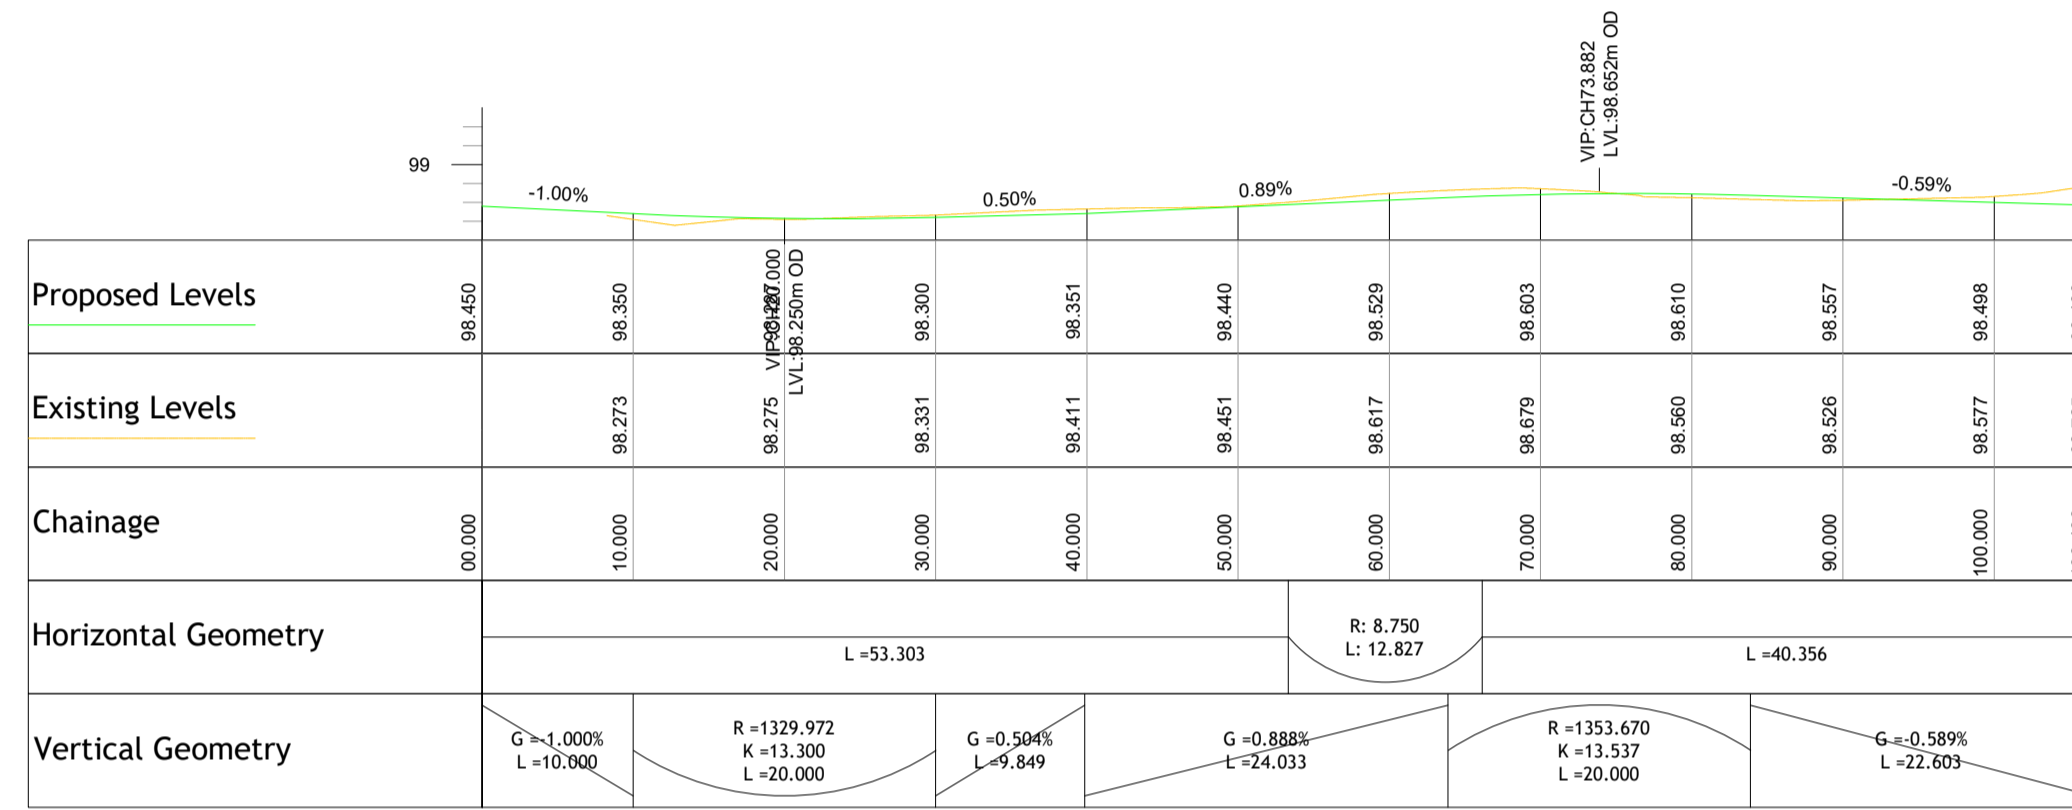 VIP:CH73.882
LVL:98.652m OD
99
-1.00%
0.50%
0.89%
-0.59%
Proposed Levels
98.450
98.350
98.287
VIP:CH20.000
LVL:98.250m OD
98.300
98.351
98.440
98.529
98.603
98.610
98.557
98.498
Existing Levels
98.273
98.275
98.331
98.411
98.451
98.617
98.679
98.560
98.526
98.577
Chainage
00.000
10.000
20.000
30.000
40.000
50.000
60.000
70.000
80.000
90.000
100.000
Horizontal Geometry
L =53.303
R: 8.750
L: 12.827
L =40.356
Vertical Geometry
G =-1.000%
L =10.000
R =1329.972
K =13.300
L =20.000
G =0.504%
L =9.849
G =0.888%
L =24.033
R =1353.670
K =13.537
L =20.000
G =-0.589%
L =22.603